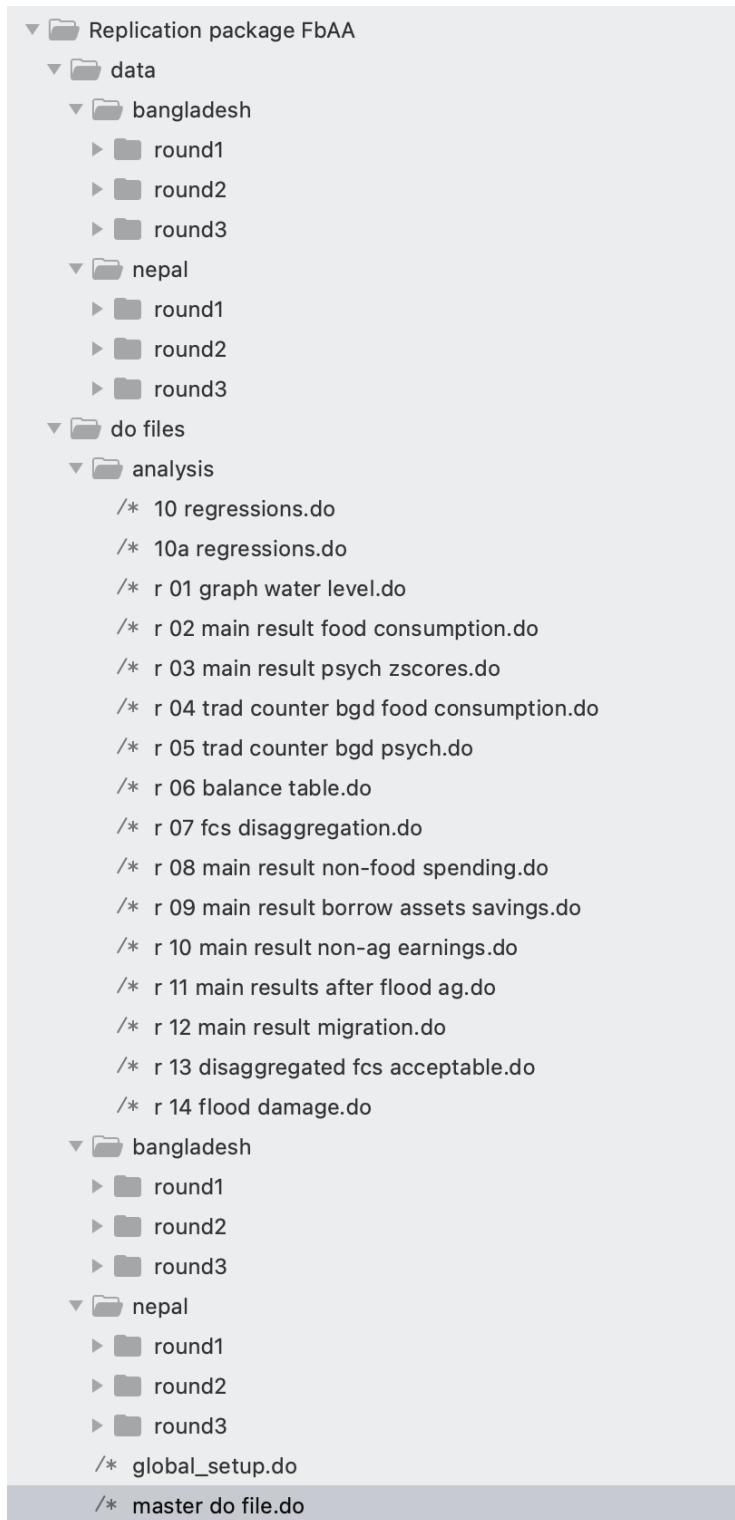 Replication package FbAA
data
bangladesh
round1
round2
round3
nepal
round1
round2
round3
do files
analysis
/* 10 regressions.do
/* 10a regressions.do
/* r 01 graph water level.do
/* r 02 main result food consumption.do
/* r 03 main result psych zscores.do
/* r 04 trad counter bgd food consumption.do
/* r 05 trad counter bgd psych.do
/* r 06 balance table.do
/* r 07 fcs disaggregation.do
/* r 08 main result non-food spending.do
/* r 09 main result borrow assets savings.do
/* r 10 main result non-ag earnings.do
/* r 11 main results after flood ag.do
/* r 12 main result migration.do
/* r 13 disaggregated fcs acceptable.do
/* r 14 flood damage.do
bangladesh
round1
round2
round3
nepal
round1
round2
round3
/* global_setup.do
/* master do file.do